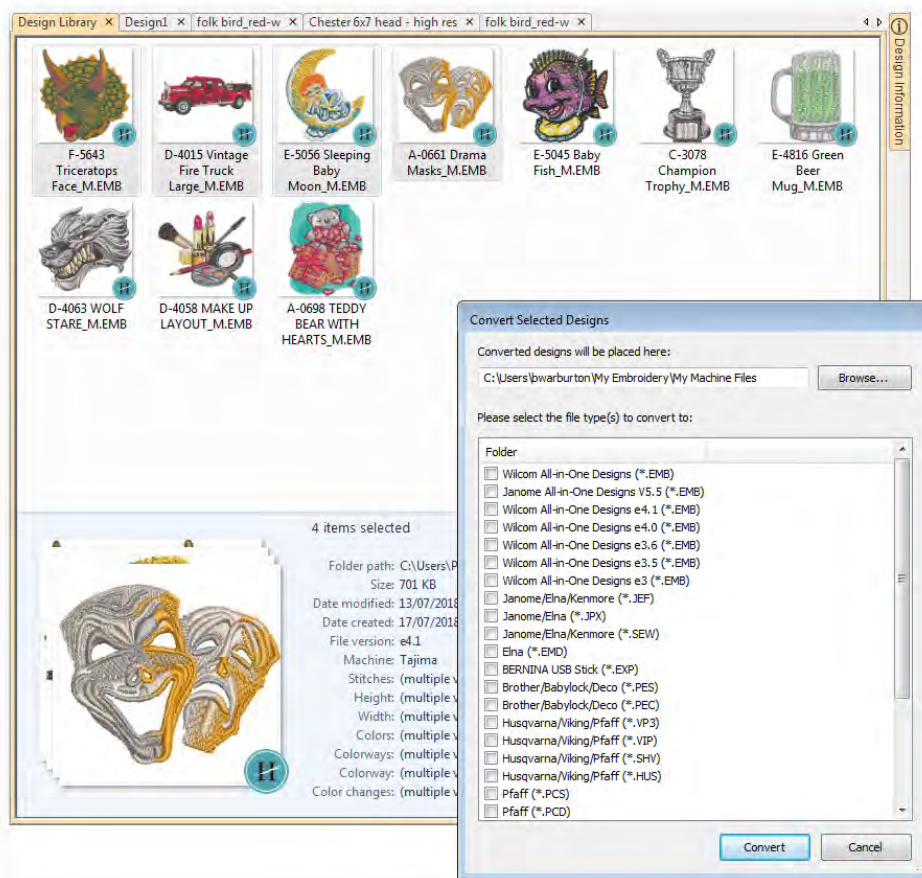 Design Library × Design1 × folk bird_red-w × Chester 6x7 head - high res × folk bird_red-w ×
Design Information
F-5643
Triceratops
Face_M.EMB
D-4015 Vintage
Fire Truck
Large_M.EMB
E-5056 Sleeping
Baby
Moon_M.EMB
A-0661 Drama
Masks_M.EMB
E-5045 Baby
Fish_M.EMB
C-3078
Champion
Trophy_M.EMB
E-4816 Green
Beer
Mug_M.EMB
D-4063 WOLF
STARE_M.EMB
D-4058 MAKE UP
LAYOUT_M.EMB
A-0698 TEDDY
BEAR WITH
HEARTS_M.EMB
4 items selected
Folder path: C:\Users\P
Size: 701 KB
Date modified: 13/07/2018
Date created: 17/07/2018
File version: e4.1
Machine: Tajima
Stitches: (multiple v
Height: (multiple v
Width: (multiple v
Colors: (multiple v
Colorways: (multiple v
Colorway: (multiple v
Color changes: (multiple v
Convert Selected Designs
Converted designs will be placed here:
C:\Users\bwarburton\My Embroidery\My Machine Files Browse...
Please select the file type(s) to convert to:
Folder
Wilcom All-in-One Designs (*.EMB)
Janome All-in-One Designs V5.5 (*.EMB)
Wilcom All-in-One Designs e4.1 (*.EMB)
Wilcom All-in-One Designs e4.0 (*.EMB)
Wilcom All-in-One Designs e3.6 (*.EMB)
Wilcom All-in-One Designs e3.5 (*.EMB)
Wilcom All-in-One Designs e3 (*.EMB)
Janome/Elna/Kenmore (*.JEF)
Janome/Elna (*.JPX)
Janome/Elna/Kenmore (*.SEW)
Elna (*.EMD)
BERNINA USB Stick (*.EXP)
Brother/Babylock/Deco (*.PES)
Brother/Babylock/Deco (*.PEC)
Husqvarna/Viking/Pfaff (*.VP3)
Husqvarna/Viking/Pfaff (*.VIP)
Husqvarna/Viking/Pfaff (*.SHV)
Husqvarna/Viking/Pfaff (*.HUS)
Pfaff (*.PCS)
Pfaff (*.PCD)
Convert Cancel